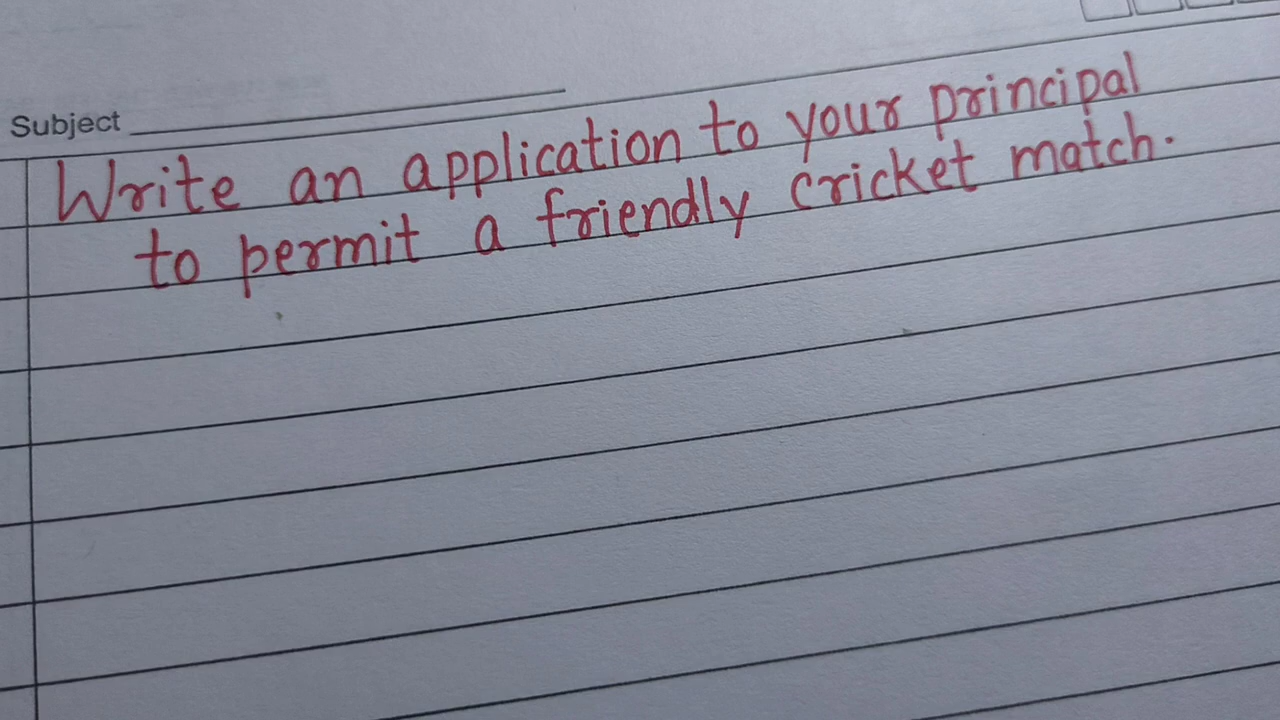 Subject
Write an application to your principal
to permit a friendly cricket match.